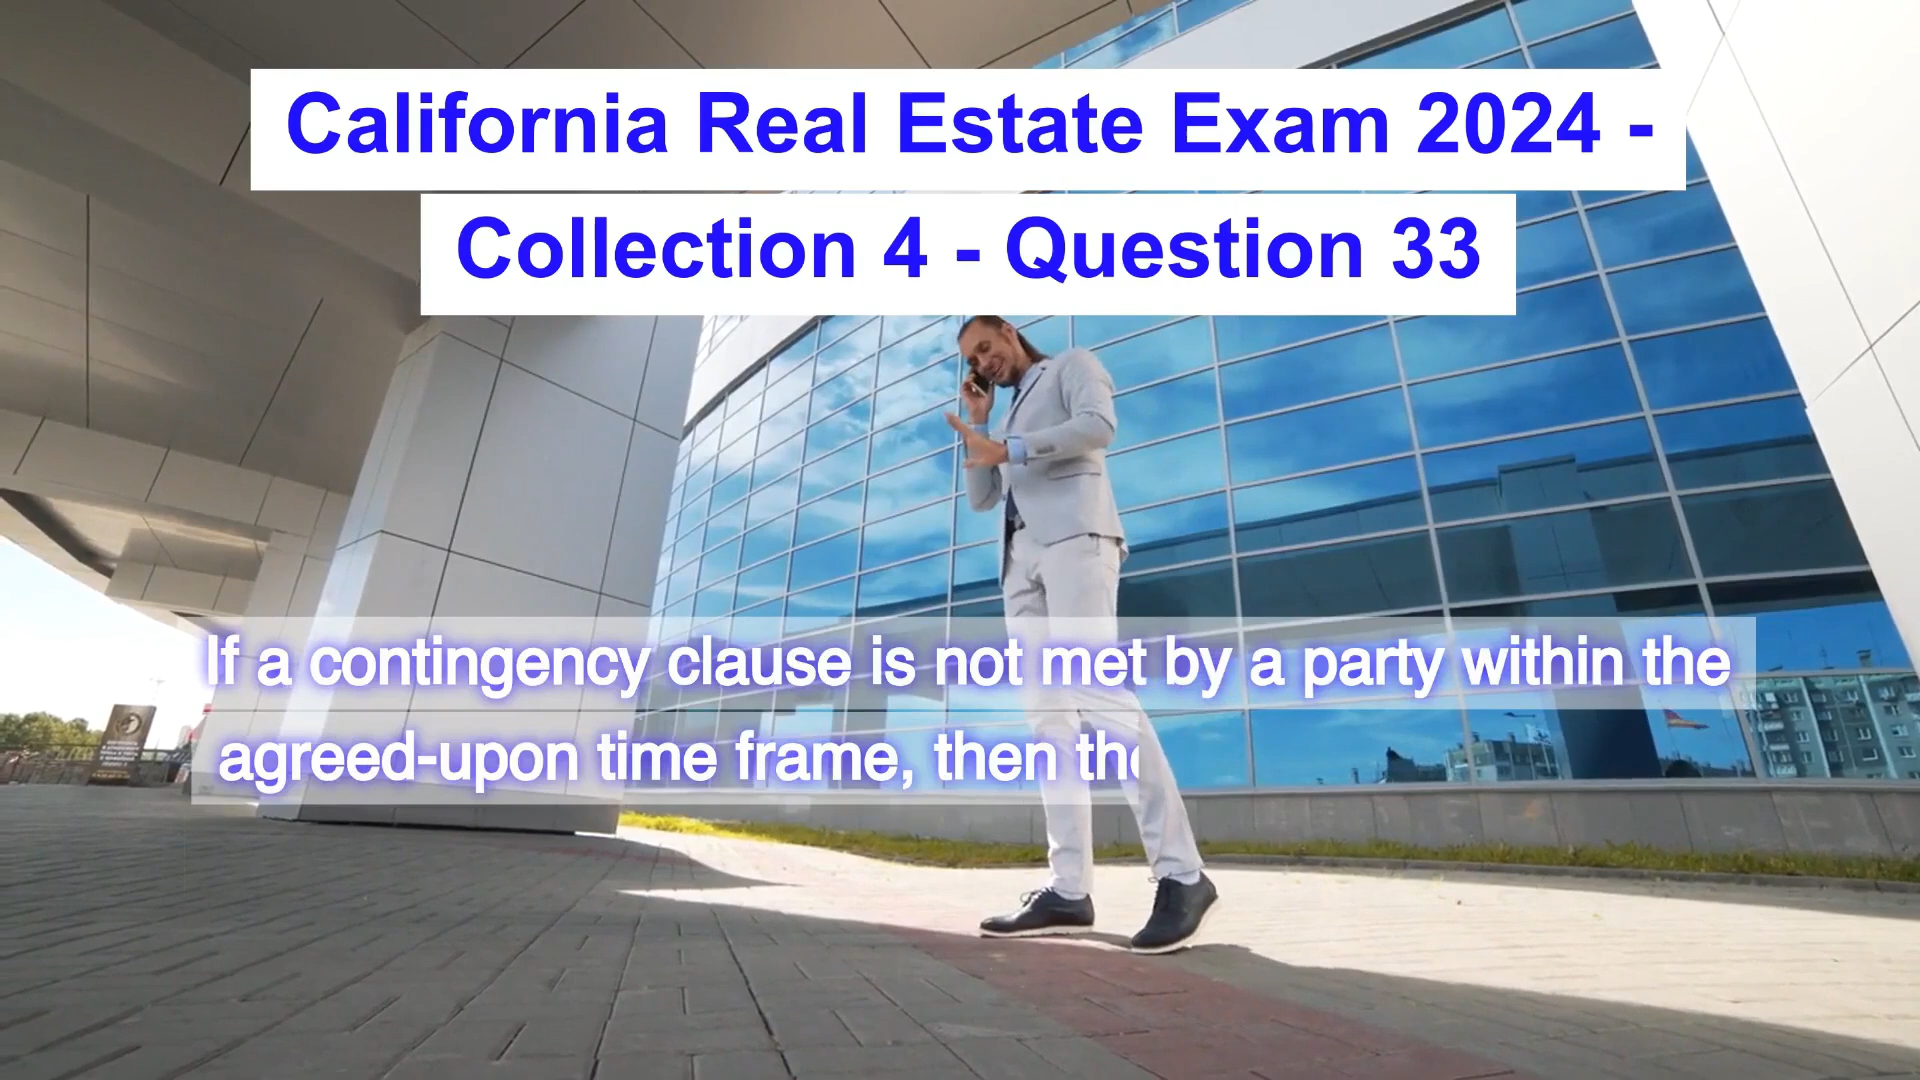 California Real Estate Exam 2024 -
Collection 4 - Question 33
If a contingency clause is not met by a party within the
agreed-upon time frame, then the